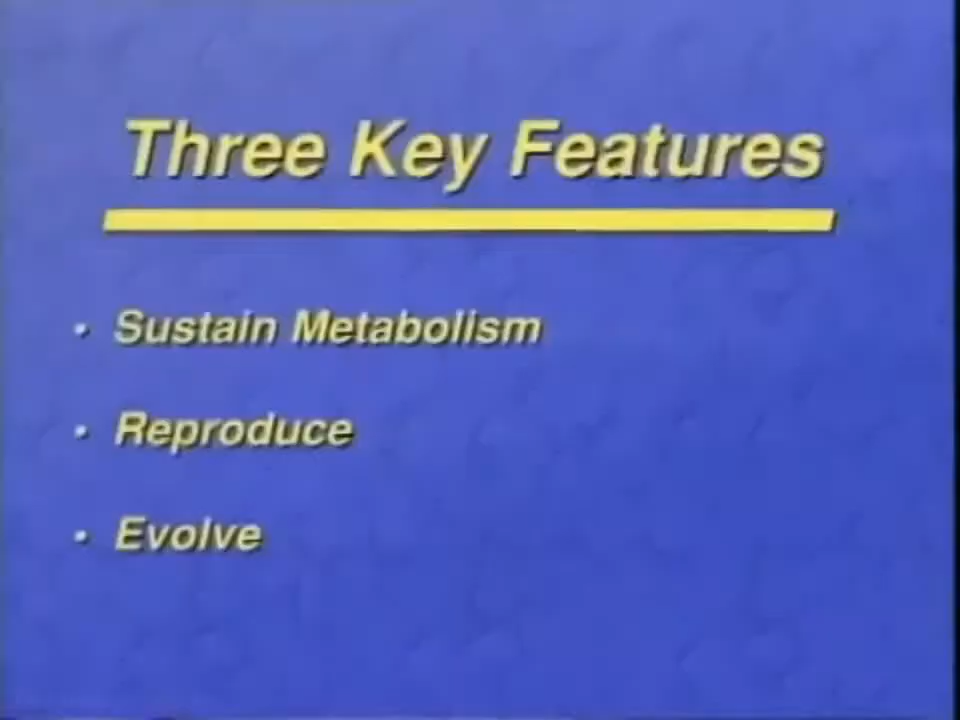 Three Key Features
• Sustain Metabolism
• Reproduce
• Evolve